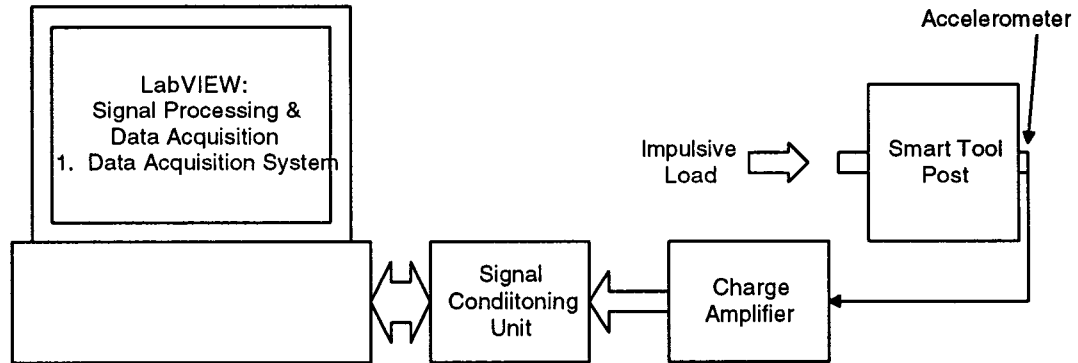 Accelerometer
LabVIEW:
Signal Processing &
Data Acquisition
1. Data Acquisition System
Impulsive
Load
Smart Tool
Post
Signal
Condiitoning
Unit
Charge
Amplifier